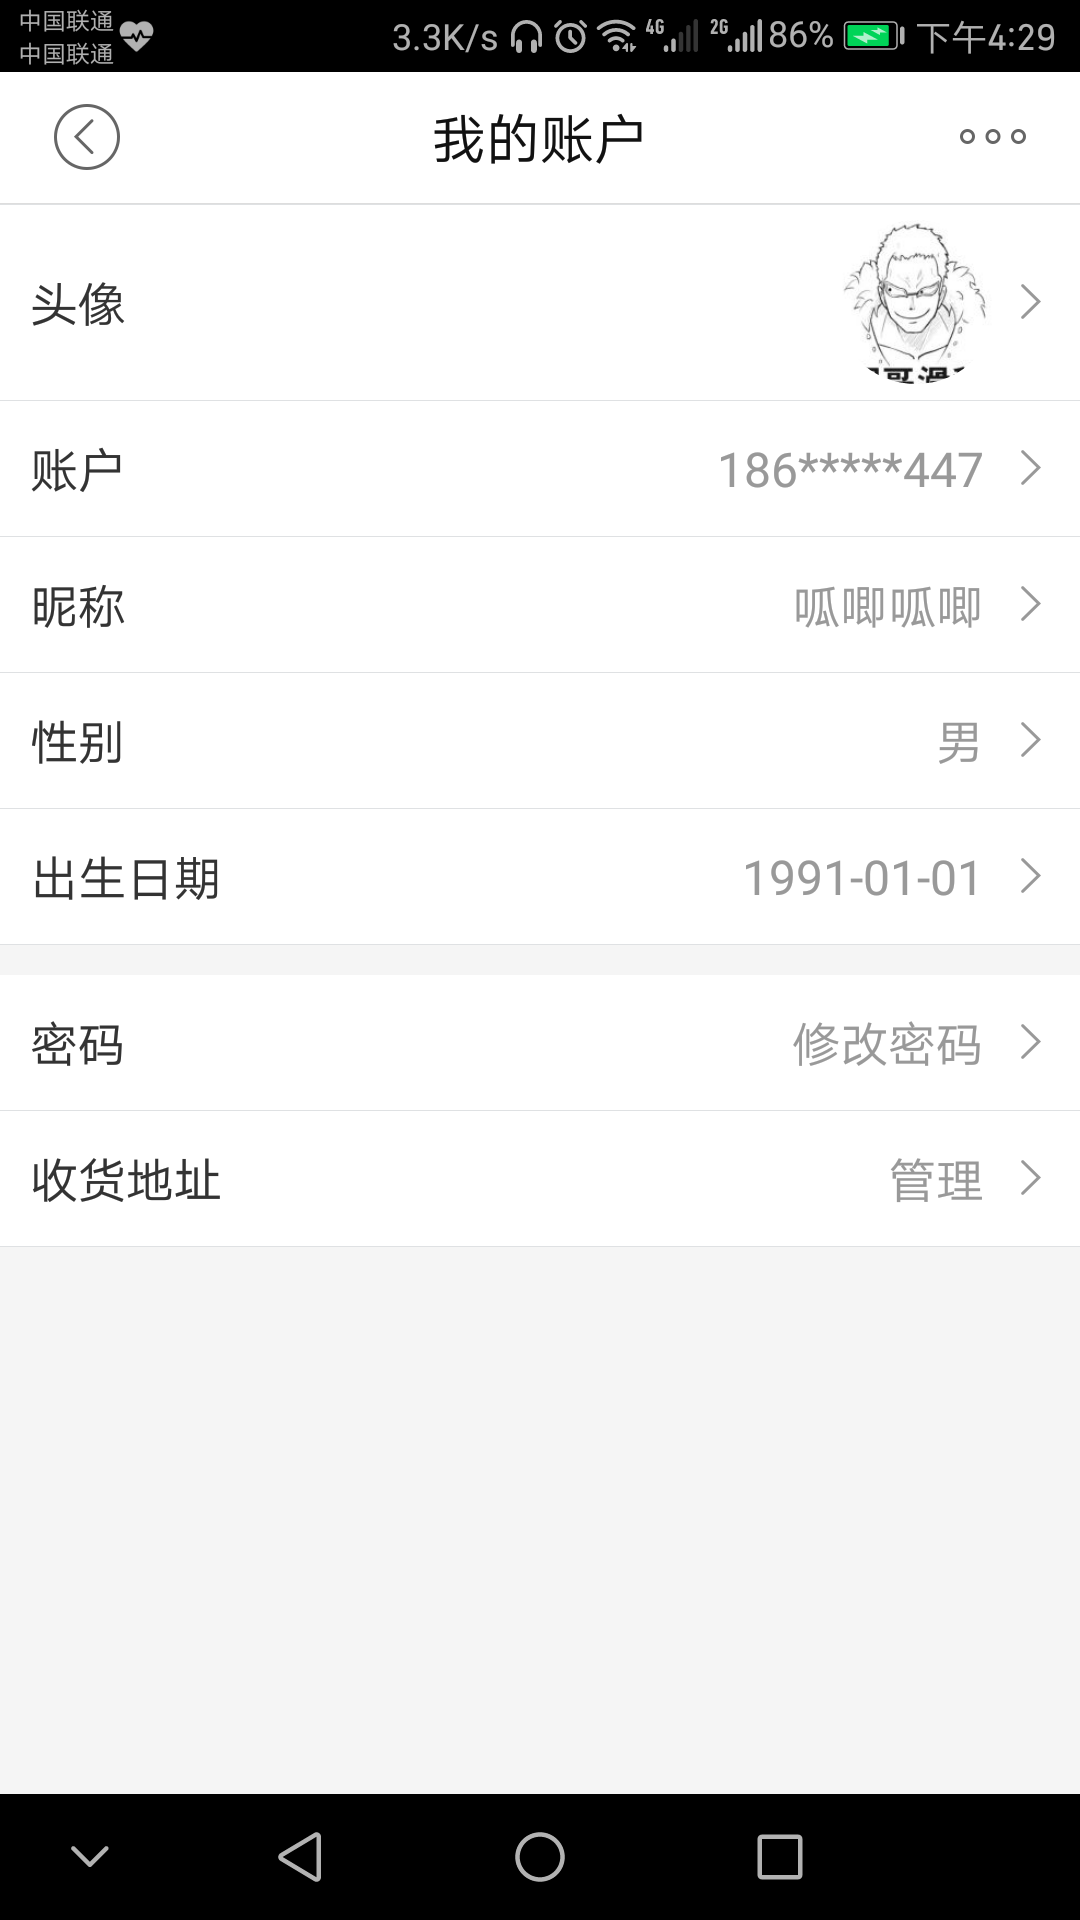 中国联通
中国联通
3.3K/s 4G 2G 86% 下午4:29
我的账户
头像
哥滑
账户 186*****447
昵称 呱唧呱唧
性别 男
出生日期 1991-01-01
密码 修改密码
收货地址 管理